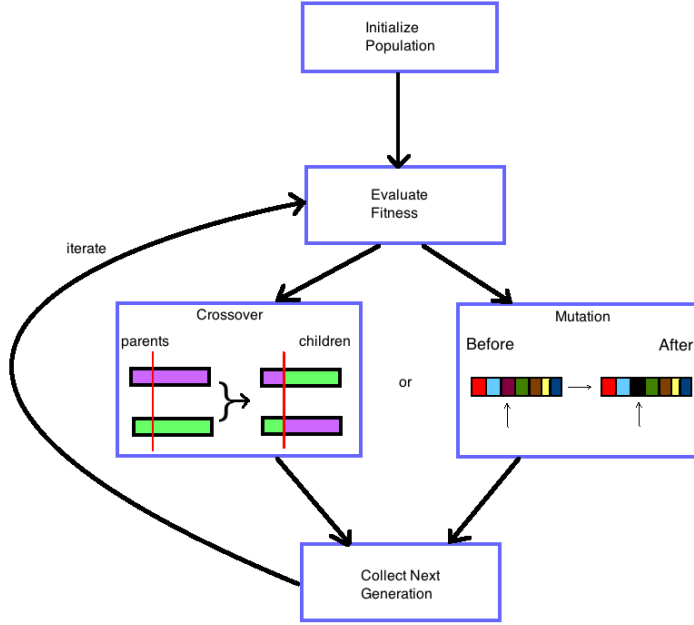 Initialize
Population
Evaluate
Fitness
iterate
Crossover
parents
children
or
Mutation
Before
After
Collect Next
Generation